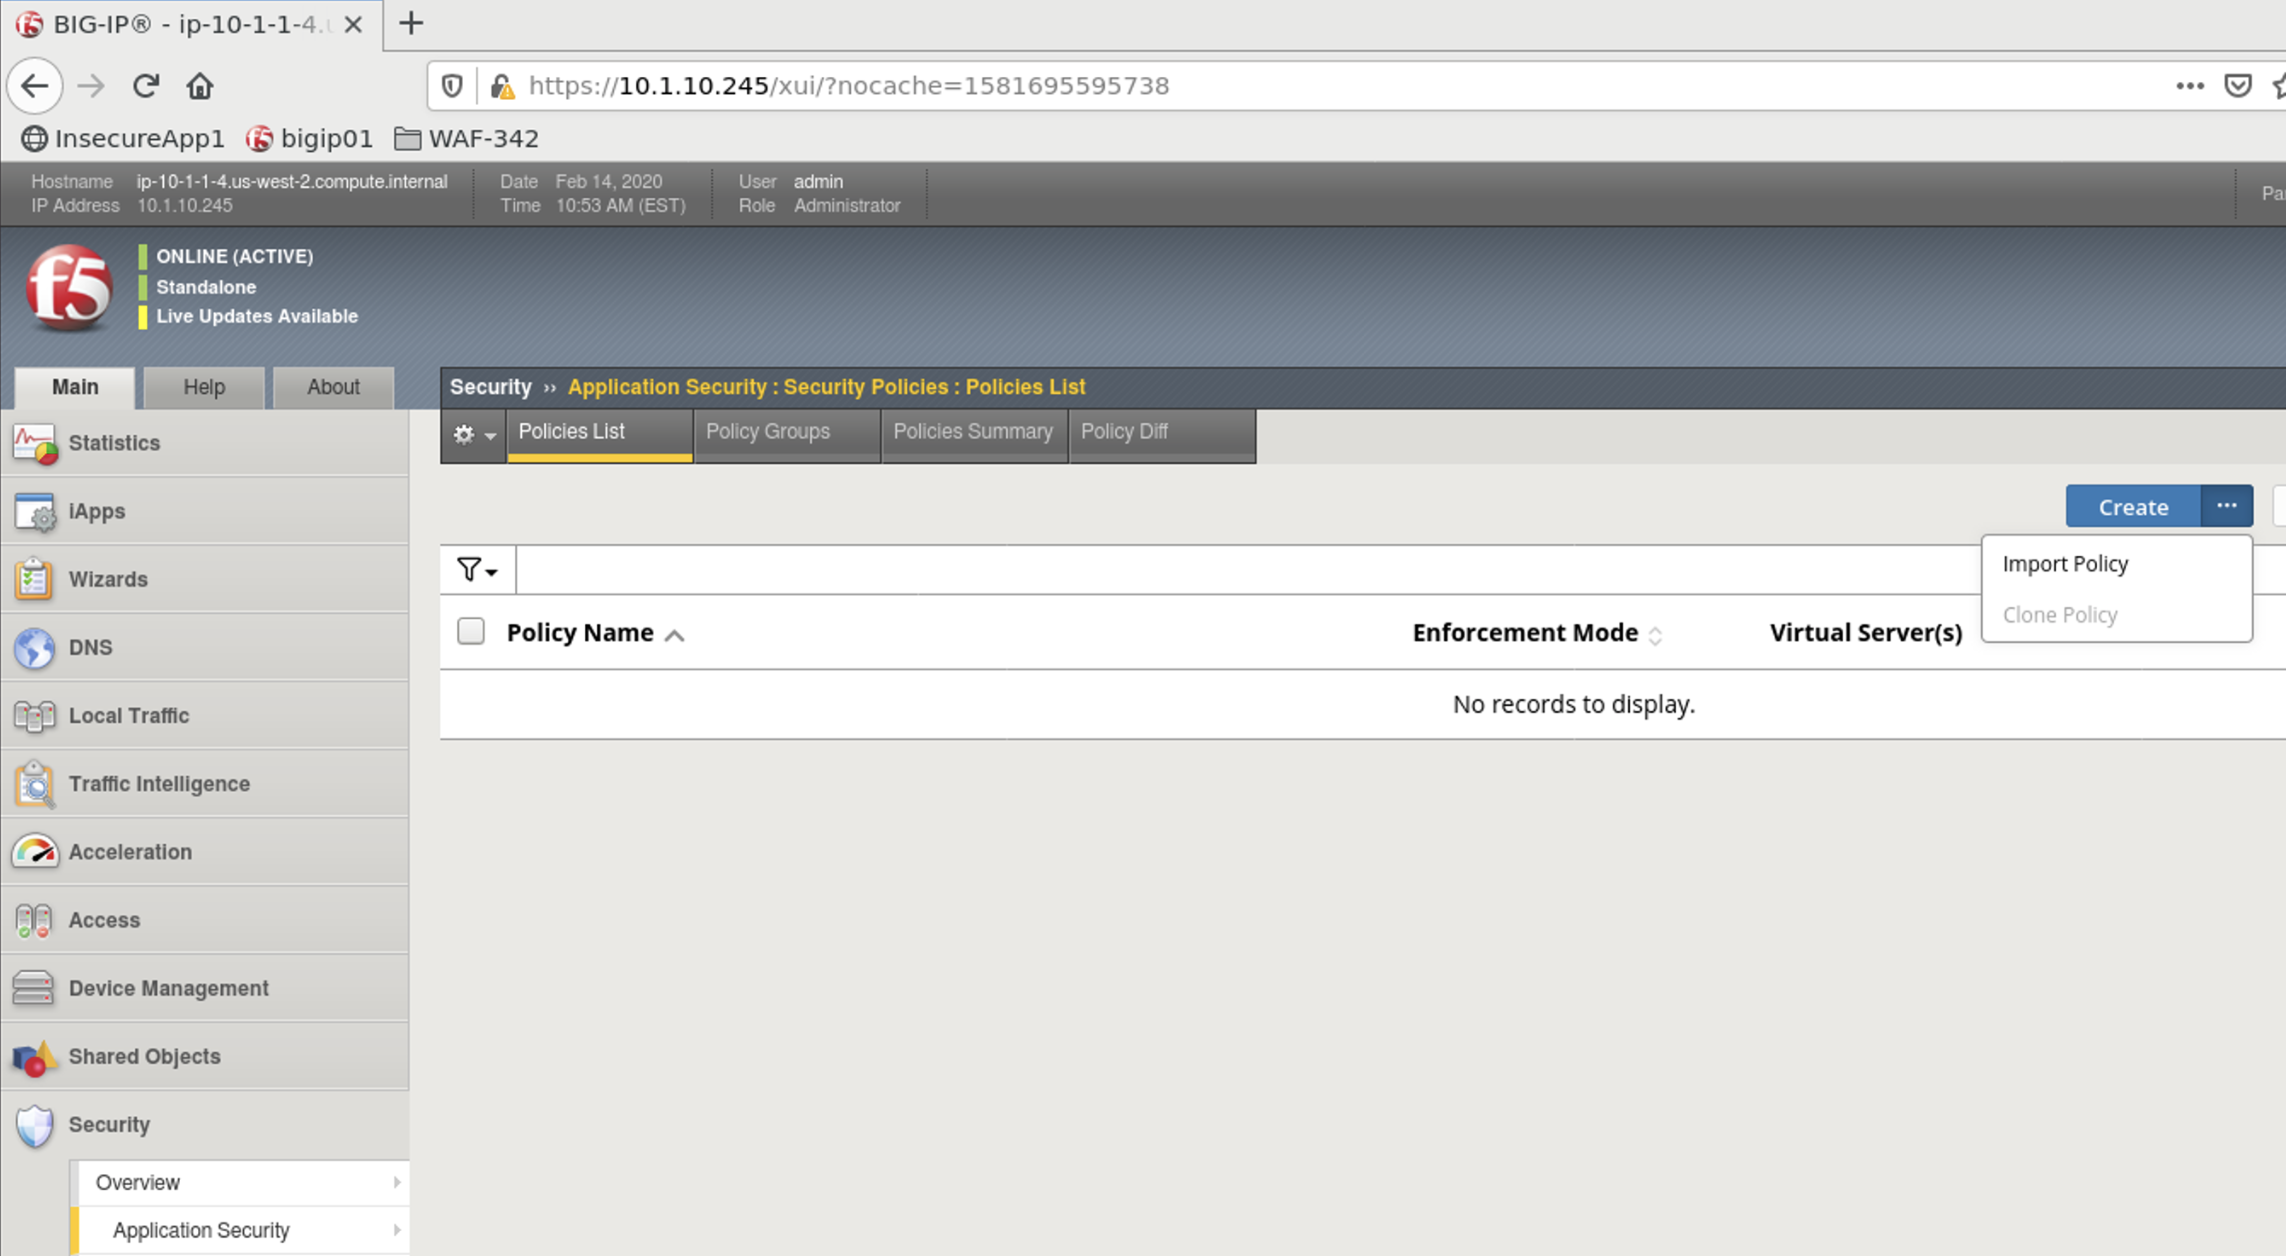 BIG-IP® - ip-10-1-1-4.
https://10.1.10.245/xui/?nocache=1581695595738
InsecureApp1 bigip01 WAF-342
Hostname ip-10-1-1-4.us-west-2.compute.internal Date Feb 14, 2020 User admin
IP Address 10.1.10.245 Time 10:53 AM (EST) Role Administrator
f5
ONLINE (ACTIVE)
Standalone
Live Updates Available
Main Help About
Security ›› Application Security : Security Policies : Policies List
Policies List Policy Groups Policies Summary Policy Diff
Create ...
Import Policy
Clone Policy
Policy Name Enforcement Mode Virtual Server(s)
No records to display.
Statistics
iApps
Wizards
DNS
Local Traffic
Traffic Intelligence
Acceleration
Access
Device Management
Shared Objects
Security
Overview
Application Security